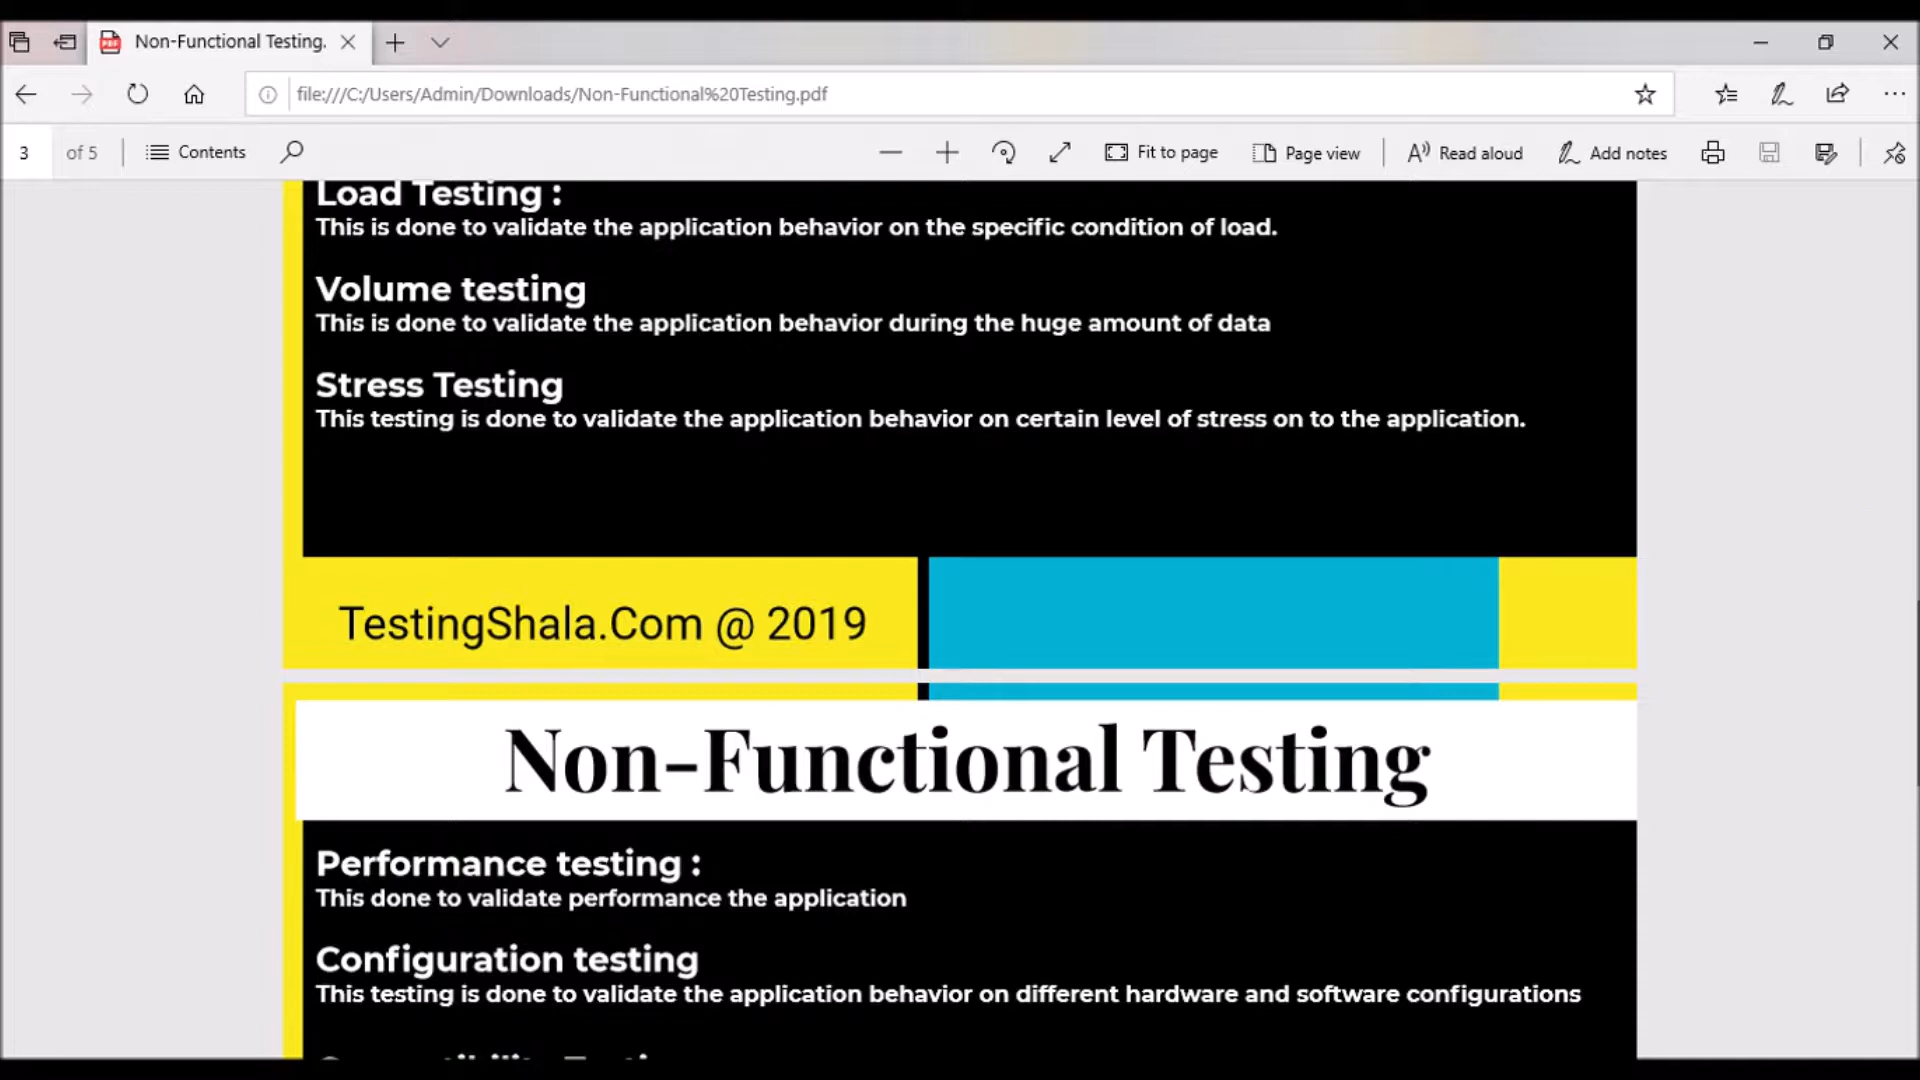 Non-Functional Testing.
file:///C:/Users/Admin/Downloads/Non-Functional%20Testing.pdf
3 of 5 Contents Fit to page Page view Read aloud Add notes
Load Testing :
This is done to validate the application behavior on the specific condition of load.
Volume testing
This is done to validate the application behavior during the huge amount of data
Stress Testing
This testing is done to validate the application behavior on certain level of stress on to the application.
TestingShala.Com @ 2019
Non-Functional Testing
Performance testing :
This done to validate performance the application
Configuration testing
This testing is done to validate the application behavior on different hardware and software configurations